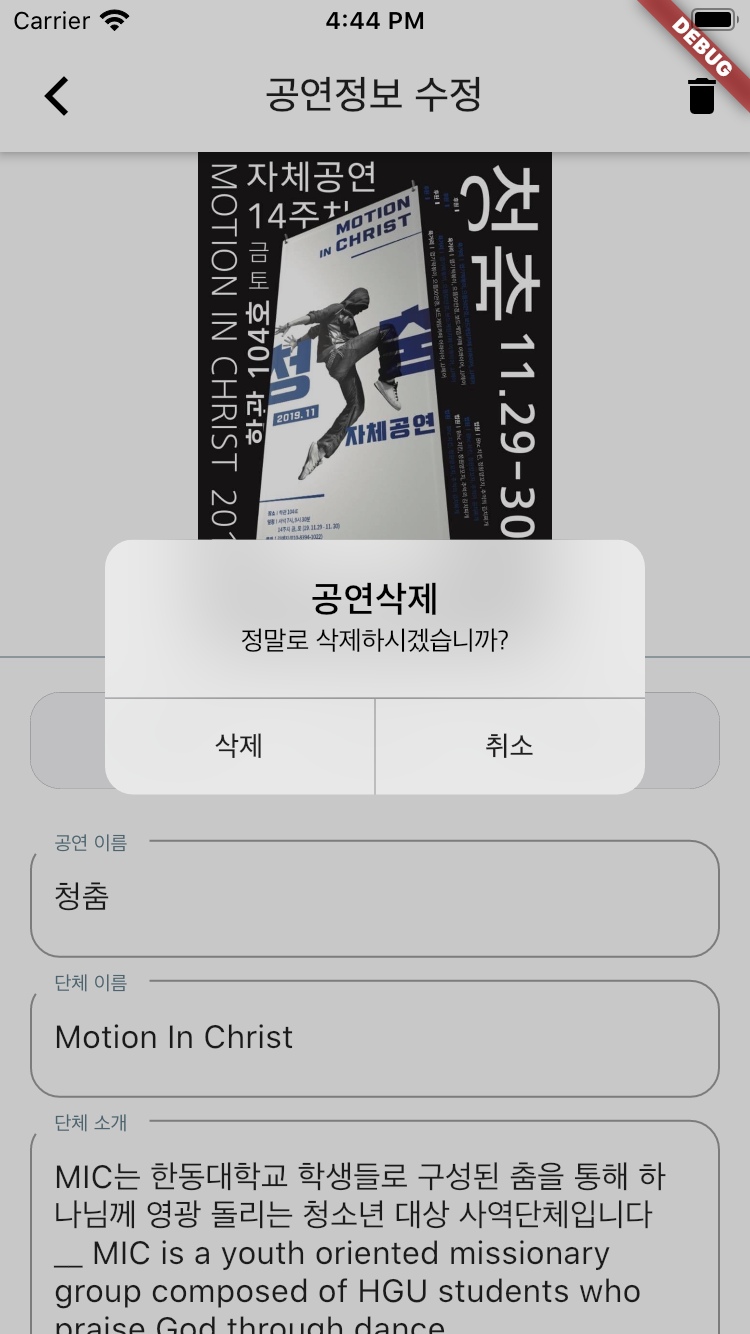 Carrier
4:44 PM
DEBUG
공연정보 수정
자체공연
14주차
금 토
학관 104호
MOTION IN CHRIST 201
MOTION
IN CHRIST
청
춤
2019.11
자체공연
청춤 11.29-30
공연삭제
정말로 삭제하시겠습니까?
삭제
취소
공연 이름
청춤
단체 이름
Motion In Christ
단체 소개
MIC는 한동대학교 학생들로 구성된 춤을 통해 하
나님께 영광 돌리는 청소년 대상 사역단체입니다
__ MIC is a youth oriented missionary
group composed of HGU students who
praise God through dance